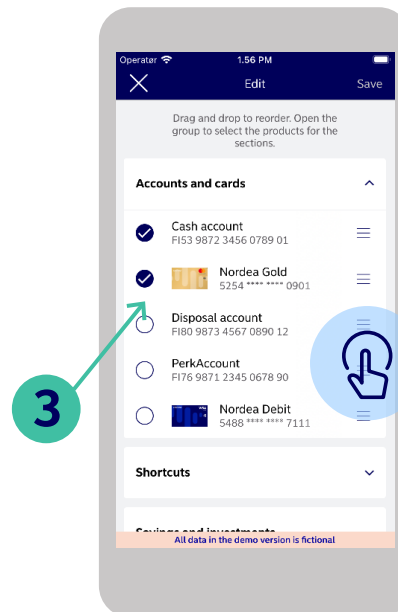 Operatør 1.56 PM
Edit Save
Drag and drop to reorder. Open the
group to select the products for the
sections.
Accounts and cards
Cash account
FI53 9872 3456 0789 01
Nordea Gold
5254 **** **** 0901
Disposal account
FI80 9873 4567 0890 12
PerkAccount
FI76 9871 2345 0678 90
3
Nordea Debit
5488 **** **** 7111
Shortcuts
Savings and investments
All data in the demo version is fictional